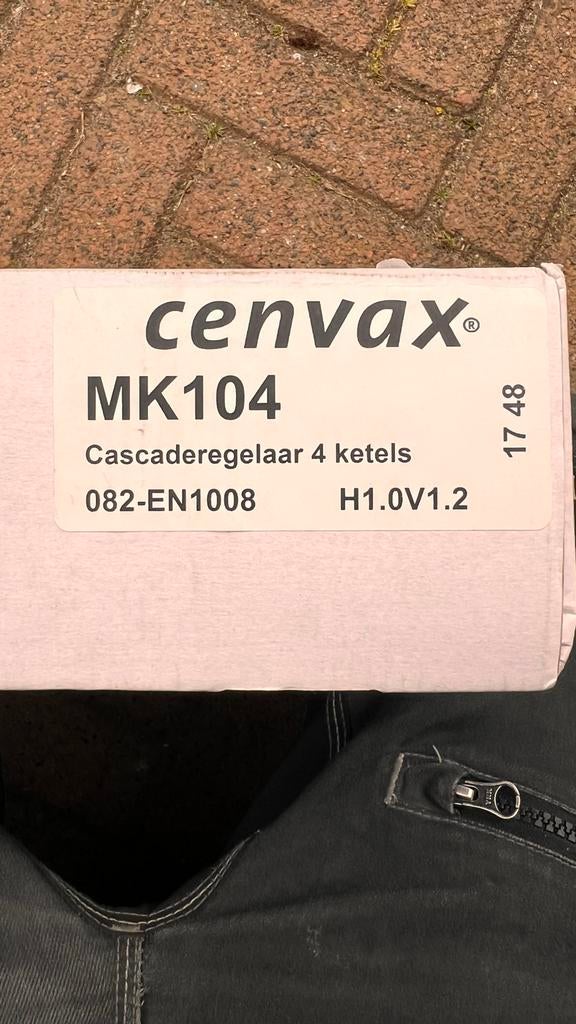 cenvax®
MK104
Cascaderegelaar 4 ketels
082-EN1008 H1.0V1.2
17 48